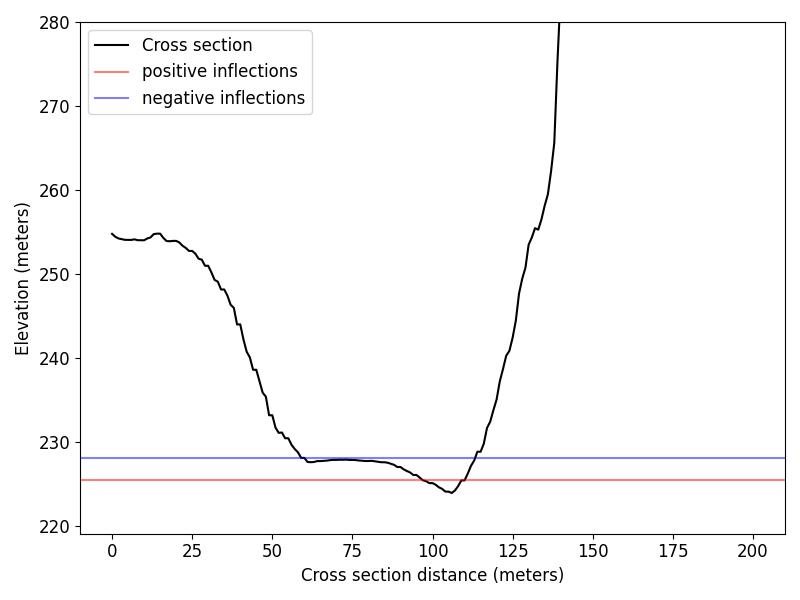 280
270
260
250
240
230
220
Elevation (meters)
Cross section
positive inflections
negative inflections
0 25 50 75 100 125 150 175 200
Cross section distance (meters)